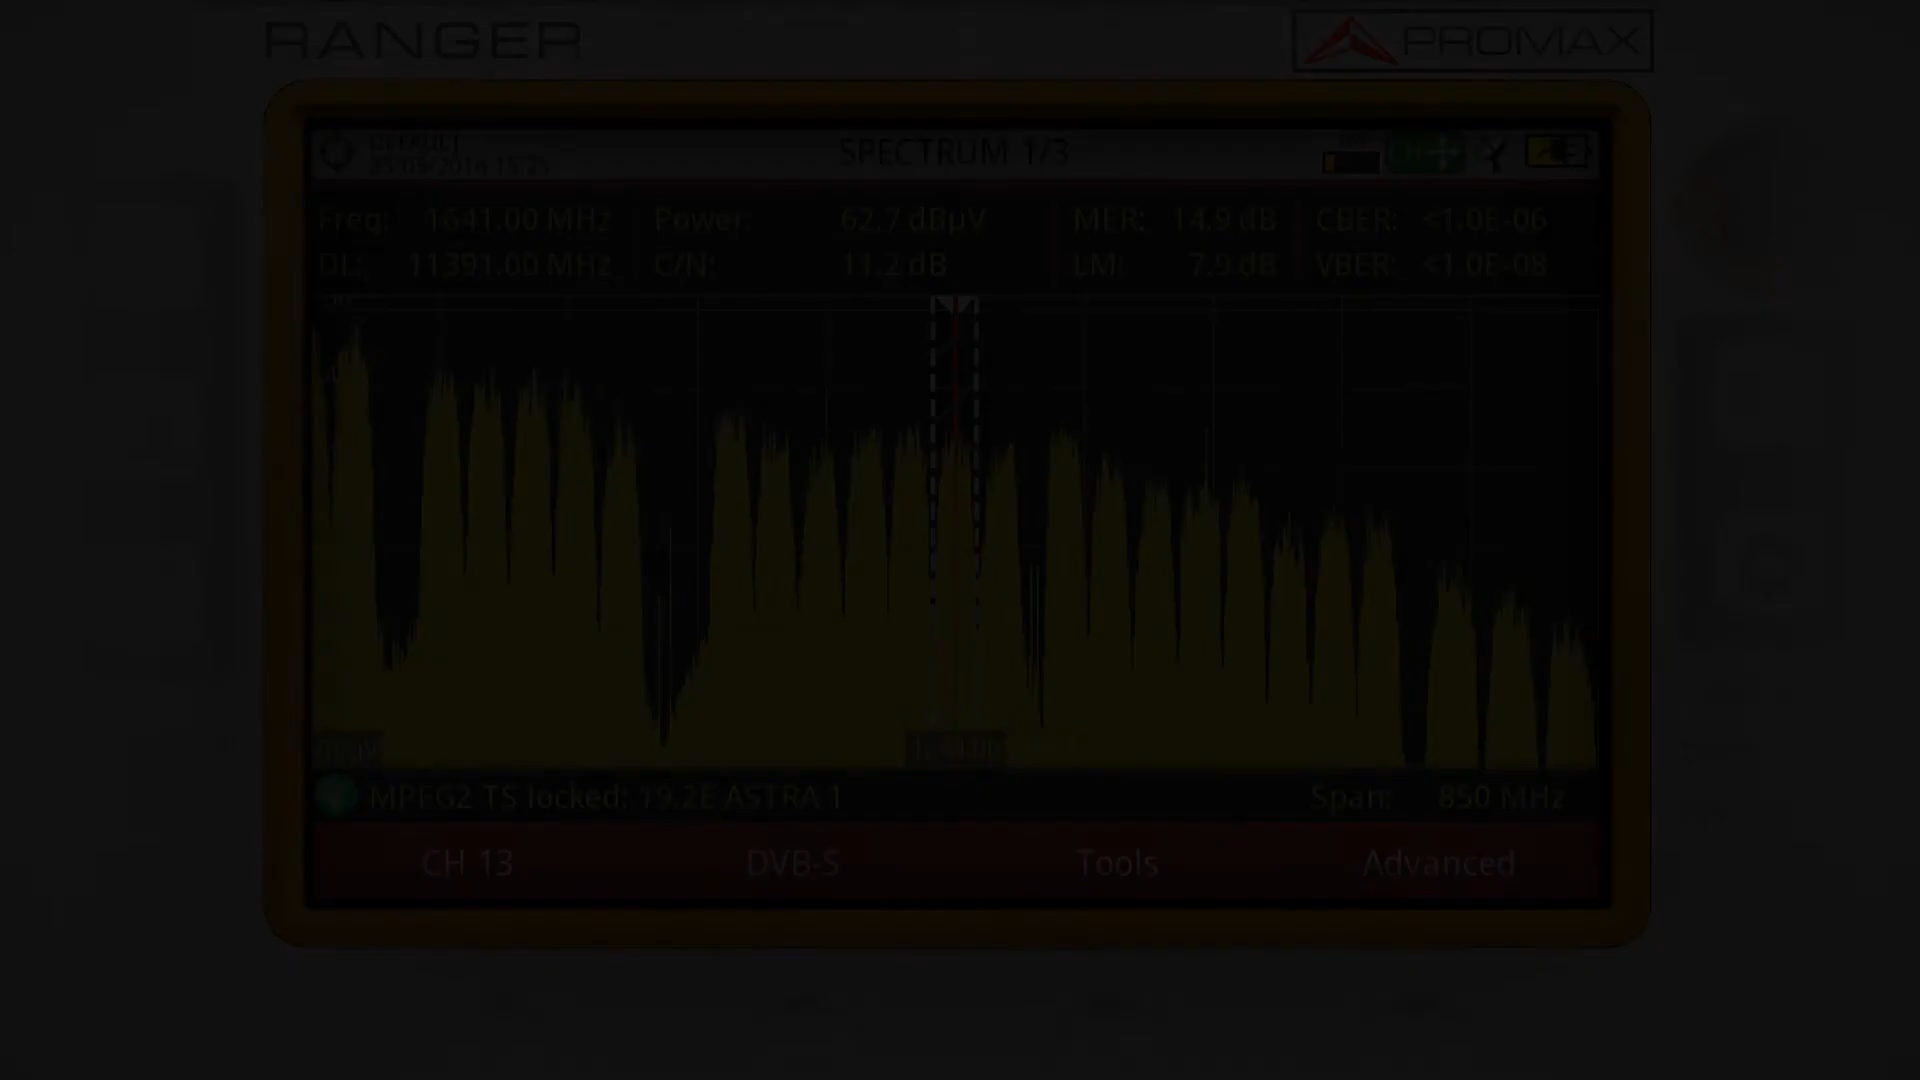 RANGER
PROMAX
DEFAULT
SPECTRUM 1/3
Freq: 1641.00 MHz Power: 62.7 dBµV MER: 14.9 dB CBER: <1.0E-06
DL: 11391.00 MHz C/N: 11.2 dB LM: 7.9 dB VBER: <1.0E-08
MPEG2 TS locked: 19.2E ASTRA 1 Span: 850 MHz
CH 13 DVB-S Tools Advanced